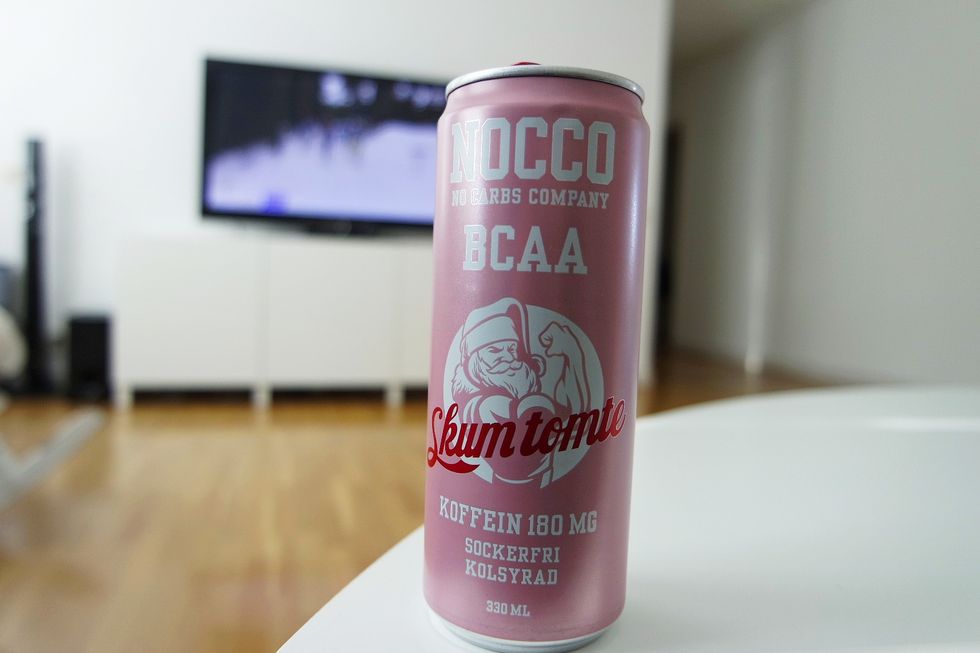 NOCCO
NO CARBS COMPANY
BCAA
Skumtomte
KOFFEIN 180 MG
SOCKERFRI
KOLSYRAD
330 ML